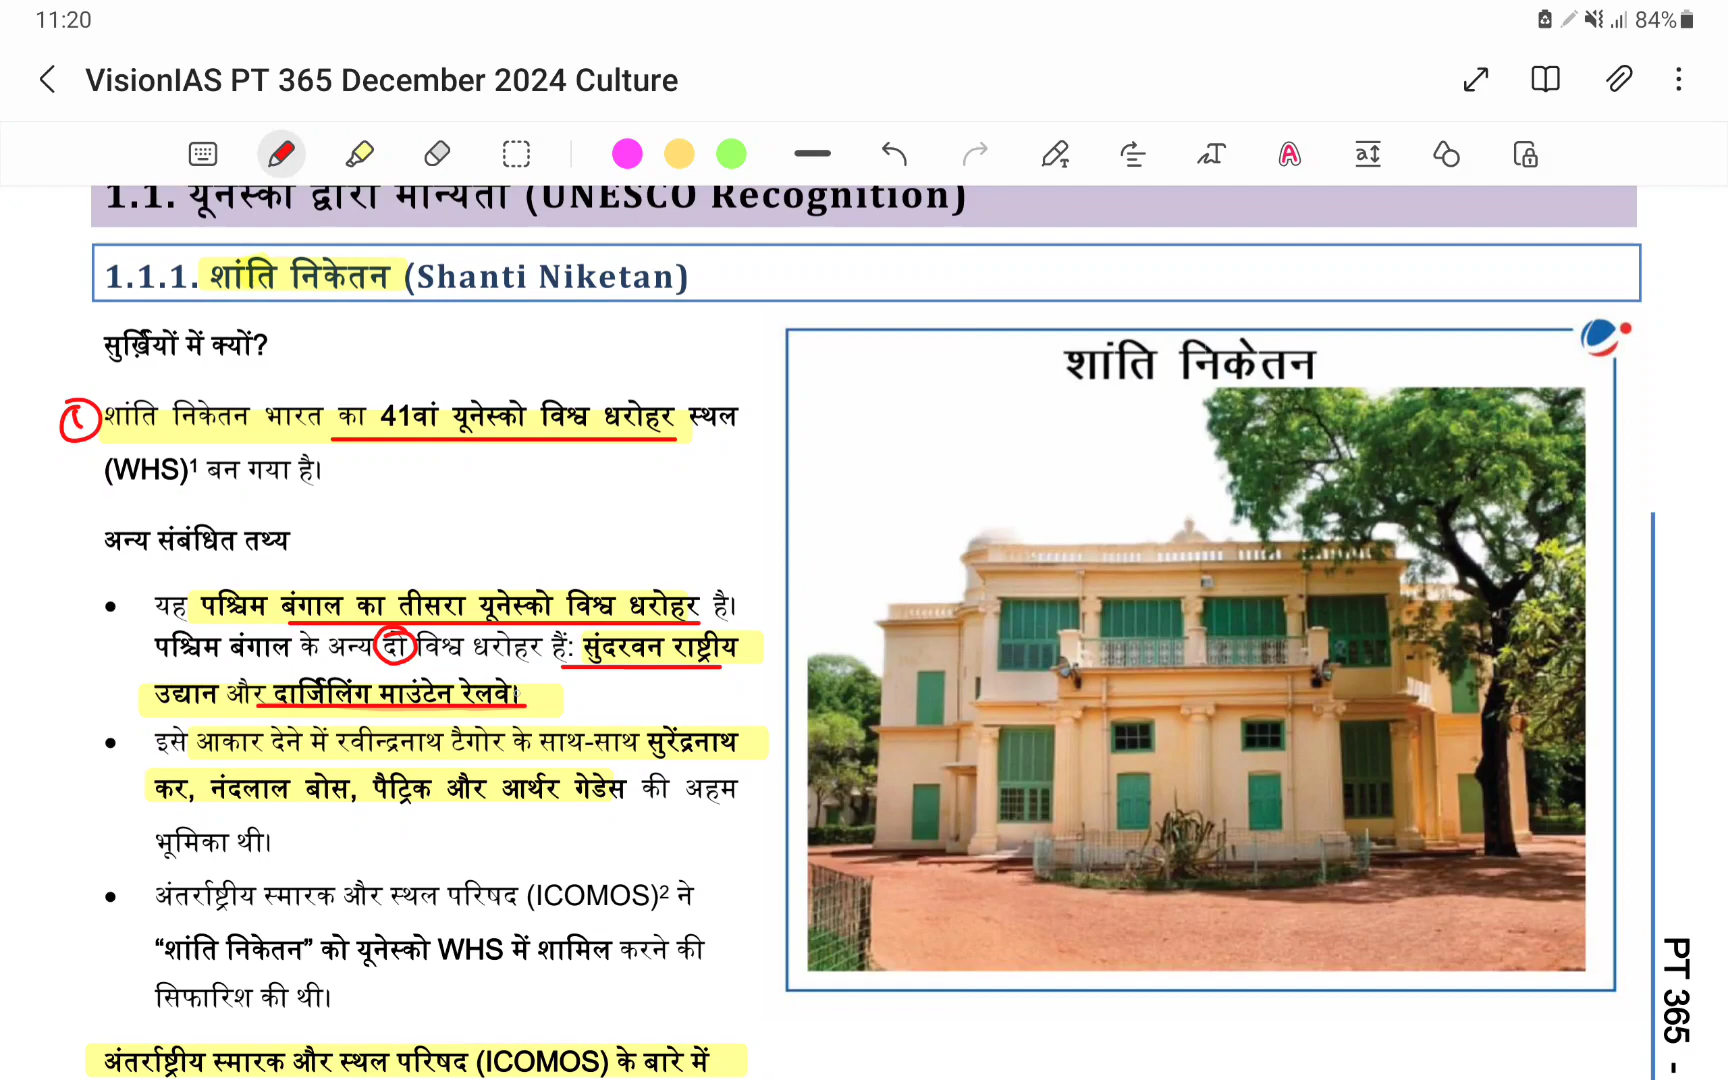 11:20
84%
VisionIAS PT 365 December 2024 Culture
1.1. यूनेस्को द्वारा मान्यता (UNESCO Recognition)
1.1.1. शांति निकेतन (Shanti Niketan)
सुर्ख़ियों में क्यों?
शांति निकेतन भारत का 41वां यूनेस्को विश्व धरोहर स्थल
(WHS)¹ बन गया है।
अन्य संबंधित तथ्य
• यह पश्चिम बंगाल का तीसरा यूनेस्को विश्व धरोहर है।
पश्चिम बंगाल के अन्य दो विश्व धरोहर हैं: सुंदरवन राष्ट्रीय
उद्यान और दार्जिलिंग माउंटेन रेलवे।
• इसे आकार देने में रवीन्द्रनाथ टैगोर के साथ-साथ सुरेंद्रनाथ
कर, नंदलाल बोस, पैट्रिक और आर्थर गेडेस की अहम
भूमिका थी।
• अंतर्राष्ट्रीय स्मारक और स्थल परिषद (ICOMOS)² ने
“शांति निकेतन” को यूनेस्को WHS में शामिल करने की
सिफारिश की थी।
अंतर्राष्ट्रीय स्मारक और स्थल परिषद (ICOMOS) के बारे में
शांति निकेतन
PT 365 -